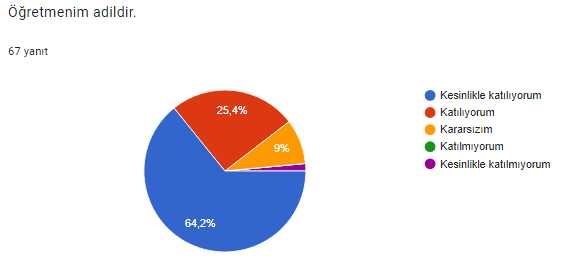 Öğretmenim adildir.
67 yanıt
25,4%
9%
64,2%
Kesinlikle katılıyorum
Katılıyorum
Kararsızım
Katılmıyorum
Kesinlikle katılmıyorum